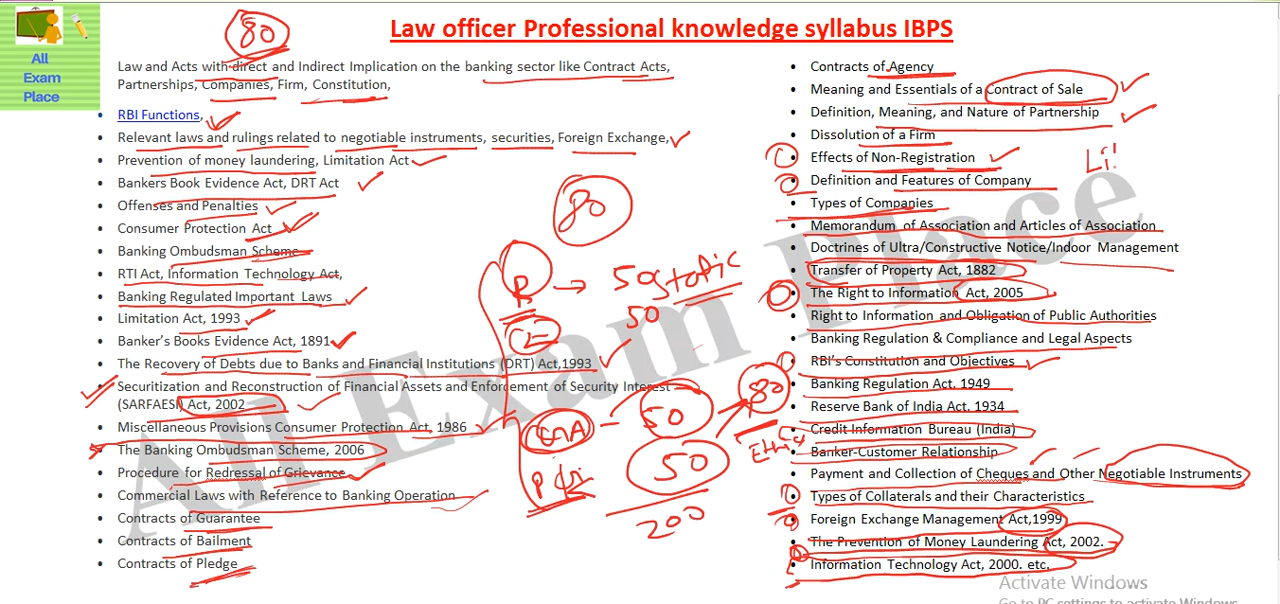 All
Exam
Place
Law officer Professional knowledge syllabus IBPS
80
Law and Acts with direct and Indirect Implication on the banking sector like Contract Acts,
Partnerships, Companies, Firm, Constitution,
RBI Functions,
Relevant laws and rulings related to negotiable instruments, securities, Foreign Exchange,
Prevention of money laundering, Limitation Act
Bankers Book Evidence Act, DRT Act
Offenses and Penalties
Consumer Protection Act
Banking Ombudsman Scheme
RTI Act, Information Technology Act,
Banking Regulated Important Laws
Limitation Act, 1993
Banker's Books Evidence Act, 1891
The Recovery of Debts due to Banks and Financial Institutions (DRT) Act,1993
Securitization and Reconstruction of Financial Assets and Enforcement of Security Interest
(SARFAESI) Act, 2002
Miscellaneous Provisions Consumer Protection Act, 1986
The Banking Ombudsman Scheme, 2006
Procedure for Redressal of Grievance
Commercial Laws with Reference to Banking Operation
Contracts of Guarantee
Contracts of Bailment
Contracts of Pledge
80
R → 50 static
50
50
80
50
200
Contracts of Agency
Meaning and Essentials of a Contract of Sale
Definition, Meaning, and Nature of Partnership
Dissolution of a Firm
Effects of Non-Registration
Definition and Features of Company
Types of Companies
Memorandum of Association and Articles of Association
Doctrines of Ultra/Constructive Notice/Indoor Management
Transfer of Property Act, 1882
The Right to Information Act, 2005
Right to Information and Obligation of Public Authorities
Banking Regulation & Compliance and Legal Aspects
RBI's Constitution and Objectives
Banking Regulation Act. 1949
Reserve Bank of India Act. 1934
Credit Information Bureau (India)
Banker-Customer Relationship
Payment and Collection of Cheques and Other Negotiable Instruments
Types of Collaterals and their Characteristics
Foreign Exchange Management Act,1999
The Prevention of Money Laundering Act, 2002.
Information Technology Act, 2000. etc.
All Exam Place
Activate Windows
Go to PC settings to activate Windows